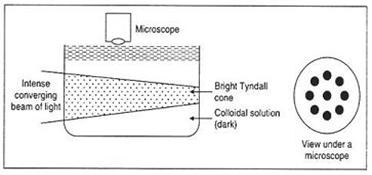 Microscope
Intense
converging
beam of light
Bright Tyndall
cone
Colloidal solution
(dark)
View under a
microscope